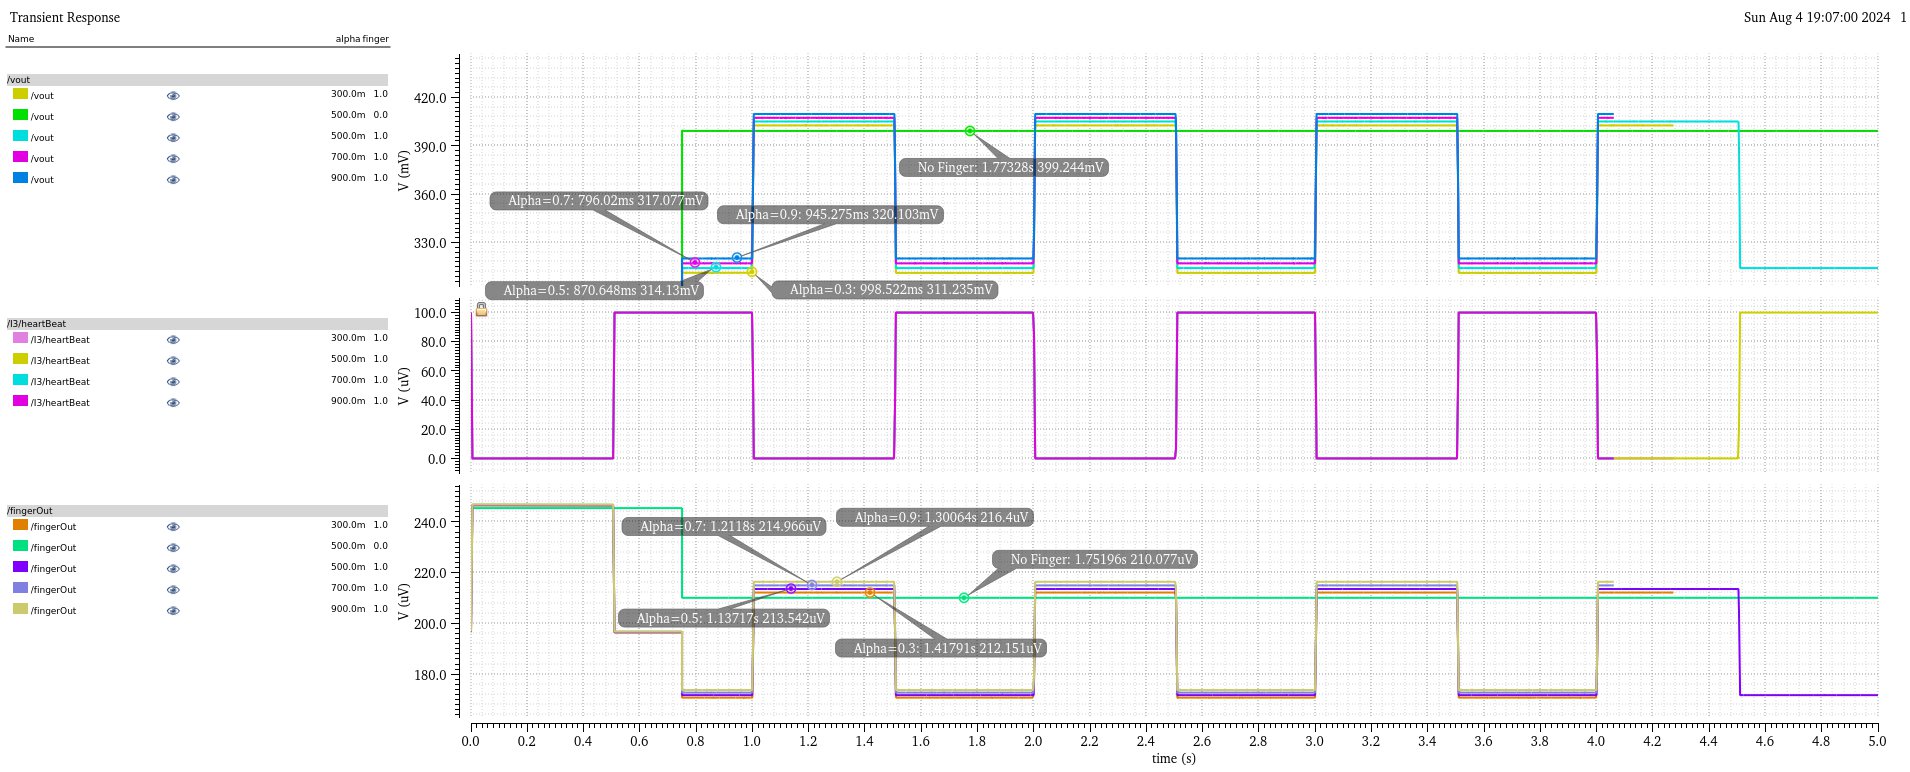 Transient Response
Sun Aug 4 19:07:00 2024 1
Name alpha finger
/vout
/vout 300.0m 1.0
/vout 500.0m 0.0
/vout 500.0m 1.0
/vout 700.0m 1.0
/vout 900.0m 1.0
420.0
390.0
360.0
330.0
V (mV)
No Finger: 1.77328s 399.244mV
Alpha=0.7: 796.02ms 317.077mV
Alpha=0.9: 945.275ms 320.103mV
Alpha=0.5: 870.648ms 314.13mV
Alpha=0.3: 998.522ms 311.235mV
/I3/heartBeat
/I3/heartBeat 300.0m 1.0
/I3/heartBeat 500.0m 1.0
/I3/heartBeat 700.0m 1.0
/I3/heartBeat 900.0m 1.0
100.0
80.0
60.0
40.0
20.0
0.0
V (uV)
/fingerOut
/fingerOut 300.0m 1.0
/fingerOut 500.0m 0.0
/fingerOut 500.0m 1.0
/fingerOut 700.0m 1.0
/fingerOut 900.0m 1.0
240.0
220.0
200.0
180.0
V (uV)
Alpha=0.9: 1.30064s 216.4uV
Alpha=0.7: 1.2118s 214.966uV
No Finger: 1.75196s 210.077uV
Alpha=0.5: 1.13717s 213.542uV
Alpha=0.3: 1.41791s 212.151uV
0.0 0.2 0.4 0.6 0.8 1.0 1.2 1.4 1.6 1.8 2.0 2.2 2.4 2.6 2.8 3.0 3.2 3.4 3.6 3.8 4.0 4.2 4.4 4.6 4.8 5.0
time (s)